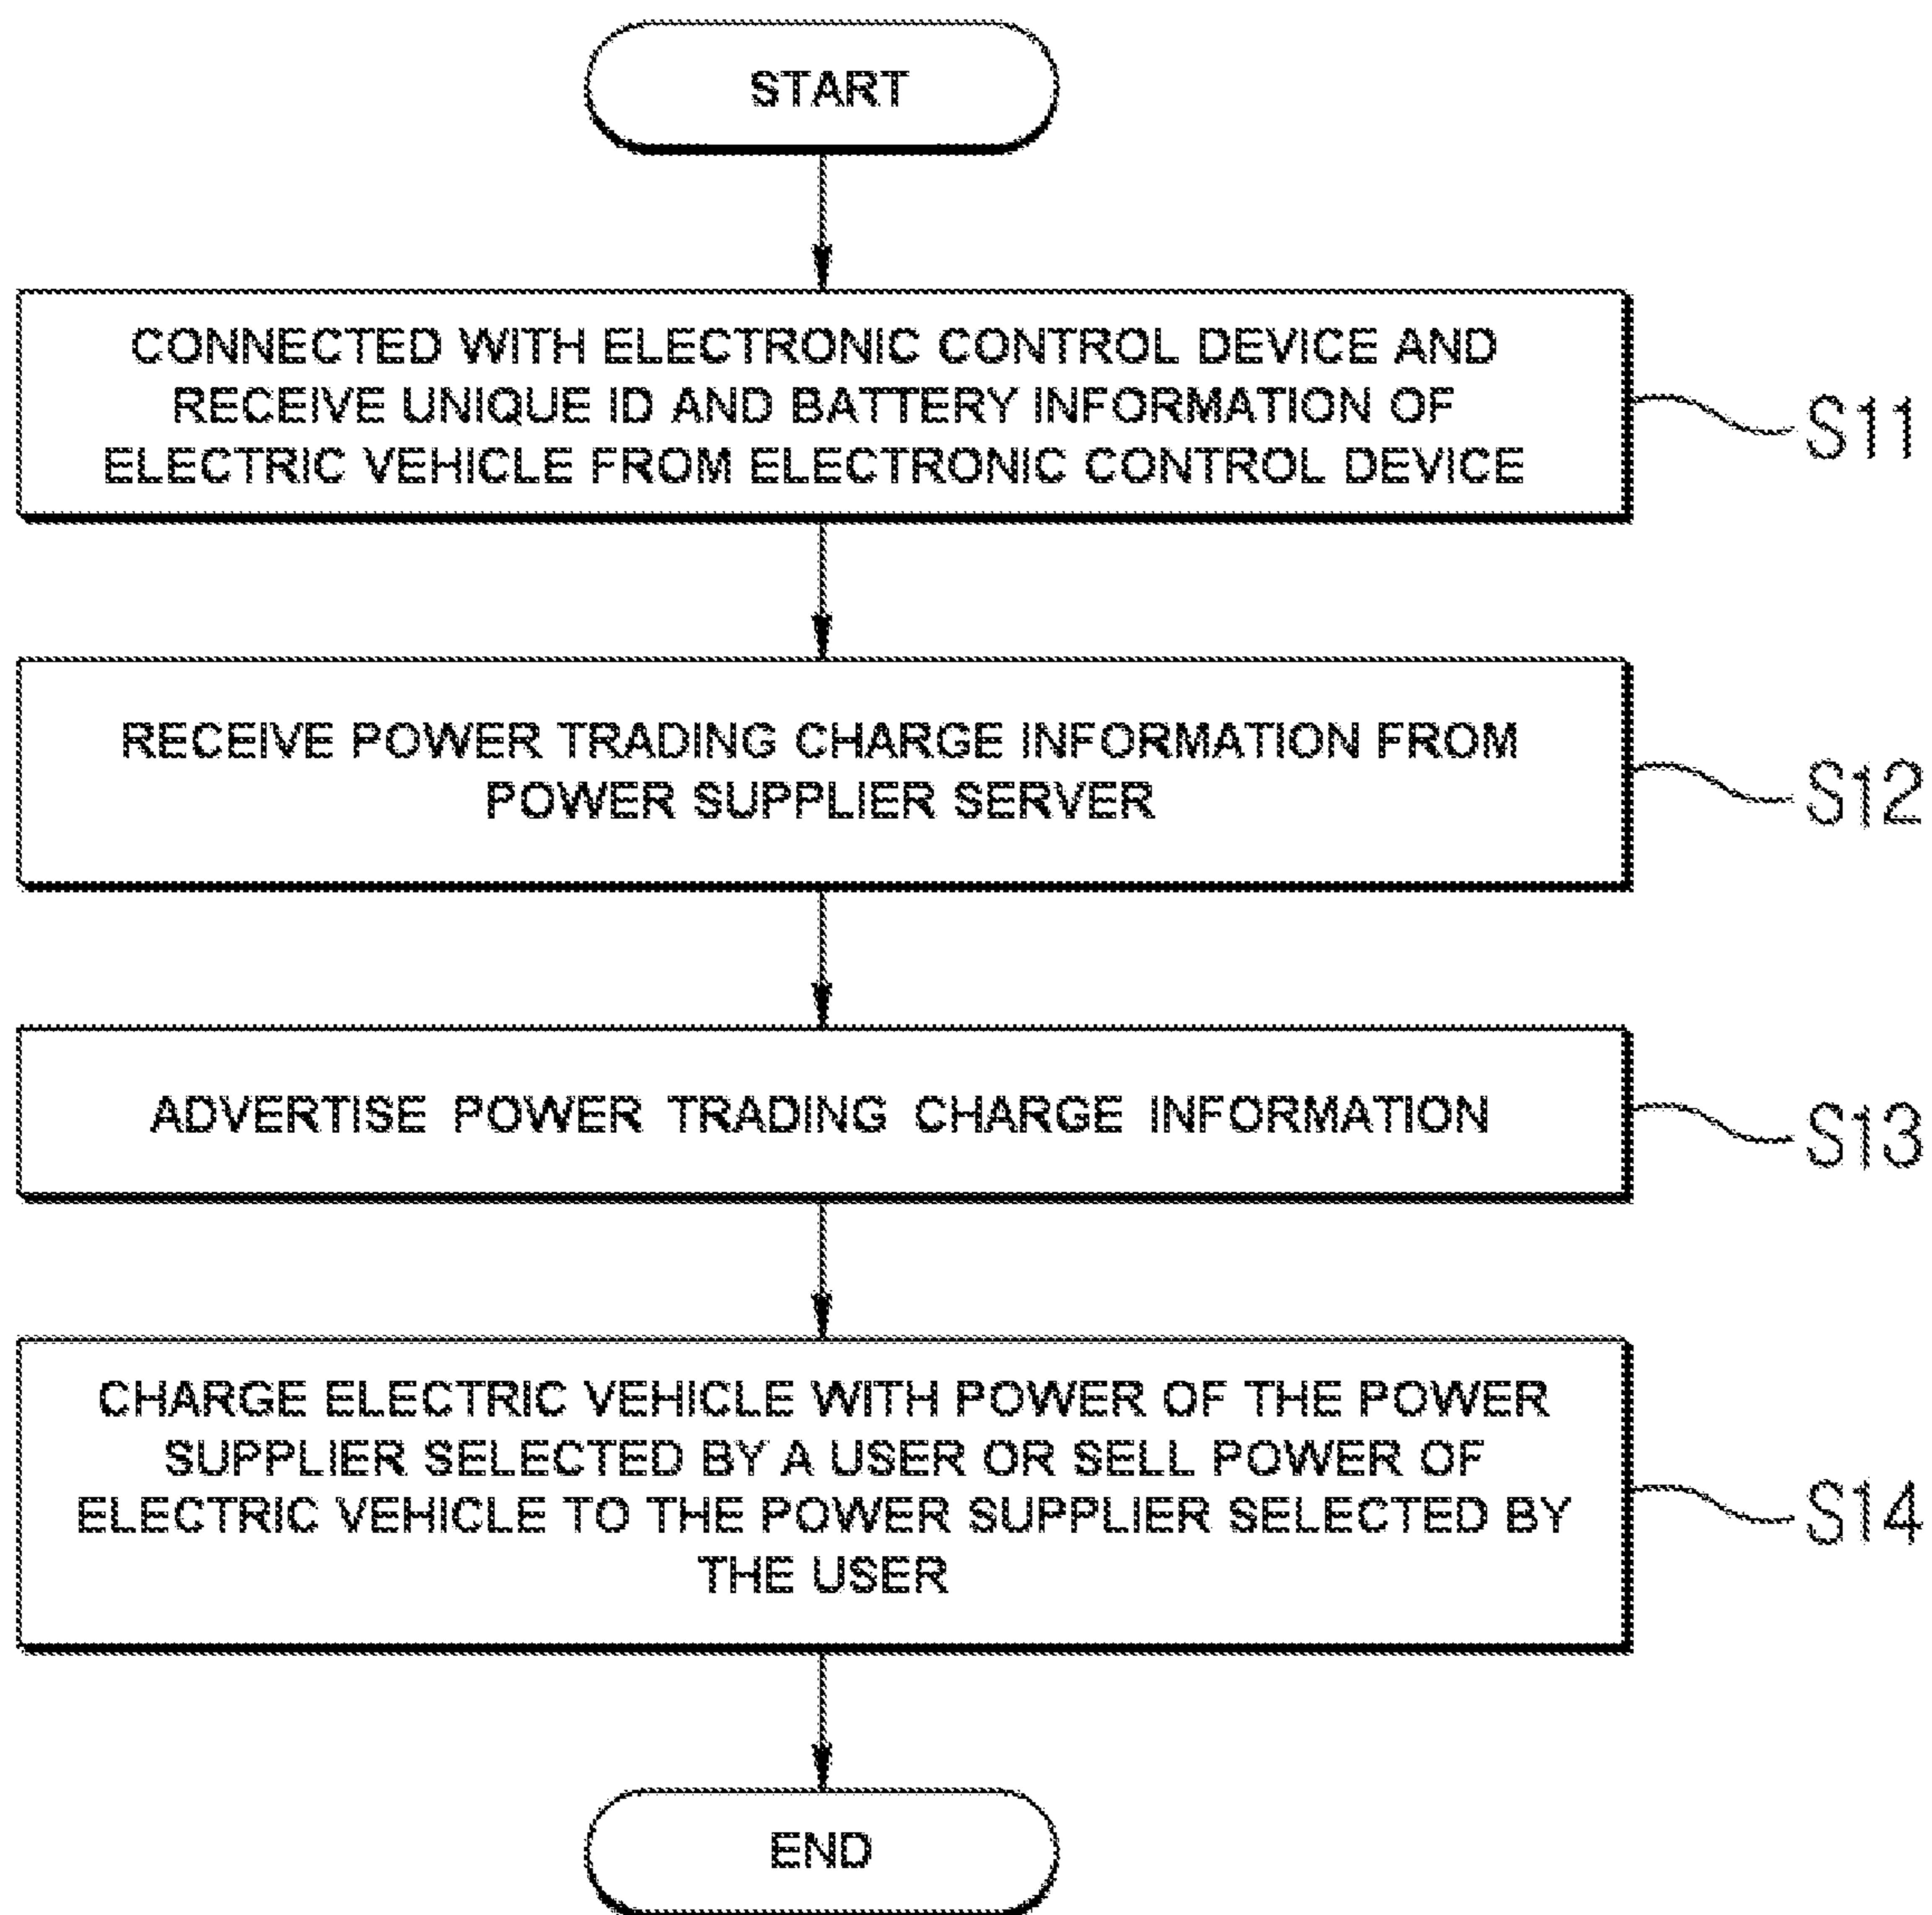 START
CONNECTED WITH ELECTRONIC CONTROL DEVICE AND
RECEIVE UNIQUE ID AND BATTERY INFORMATION OF
ELECTRIC VEHICLE FROM ELECTRONIC CONTROL DEVICE
S11
RECEIVE POWER TRADING CHARGE INFORMATION FROM
POWER SUPPLIER SERVER
S12
ADVERTISE POWER TRADING CHARGE INFORMATION
S13
CHARGE ELECTRIC VEHICLE WITH POWER OF THE POWER
SUPPLIER SELECTED BY A USER OR SELL POWER OF
ELECTRIC VEHICLE TO THE POWER SUPPLIER SELECTED BY
THE USER
S14
END